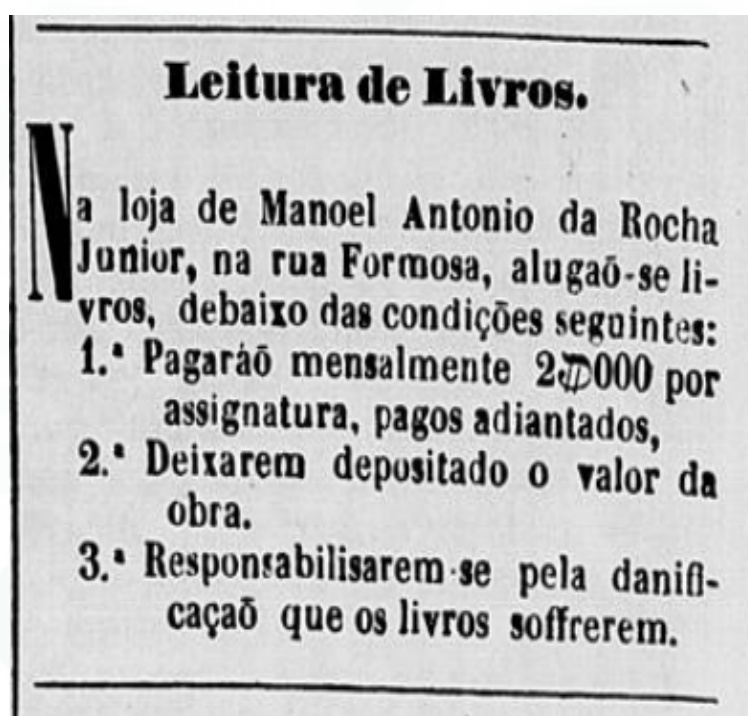 Leitura de Livros.
Na loja de Manoel Antonio da Rocha
Junior, na rua Formosa, alugaõ-se li-
vros, debaixo das condições seguintes:
1.ª Pagaráõ mensalmente 2$000 por
assignatura, pagos adiantados,
2.ª Deixarem depositado o valor da
obra.
3.ª Responsabilisarem-se pela danifi-
caçaõ que os livros soffrerem.